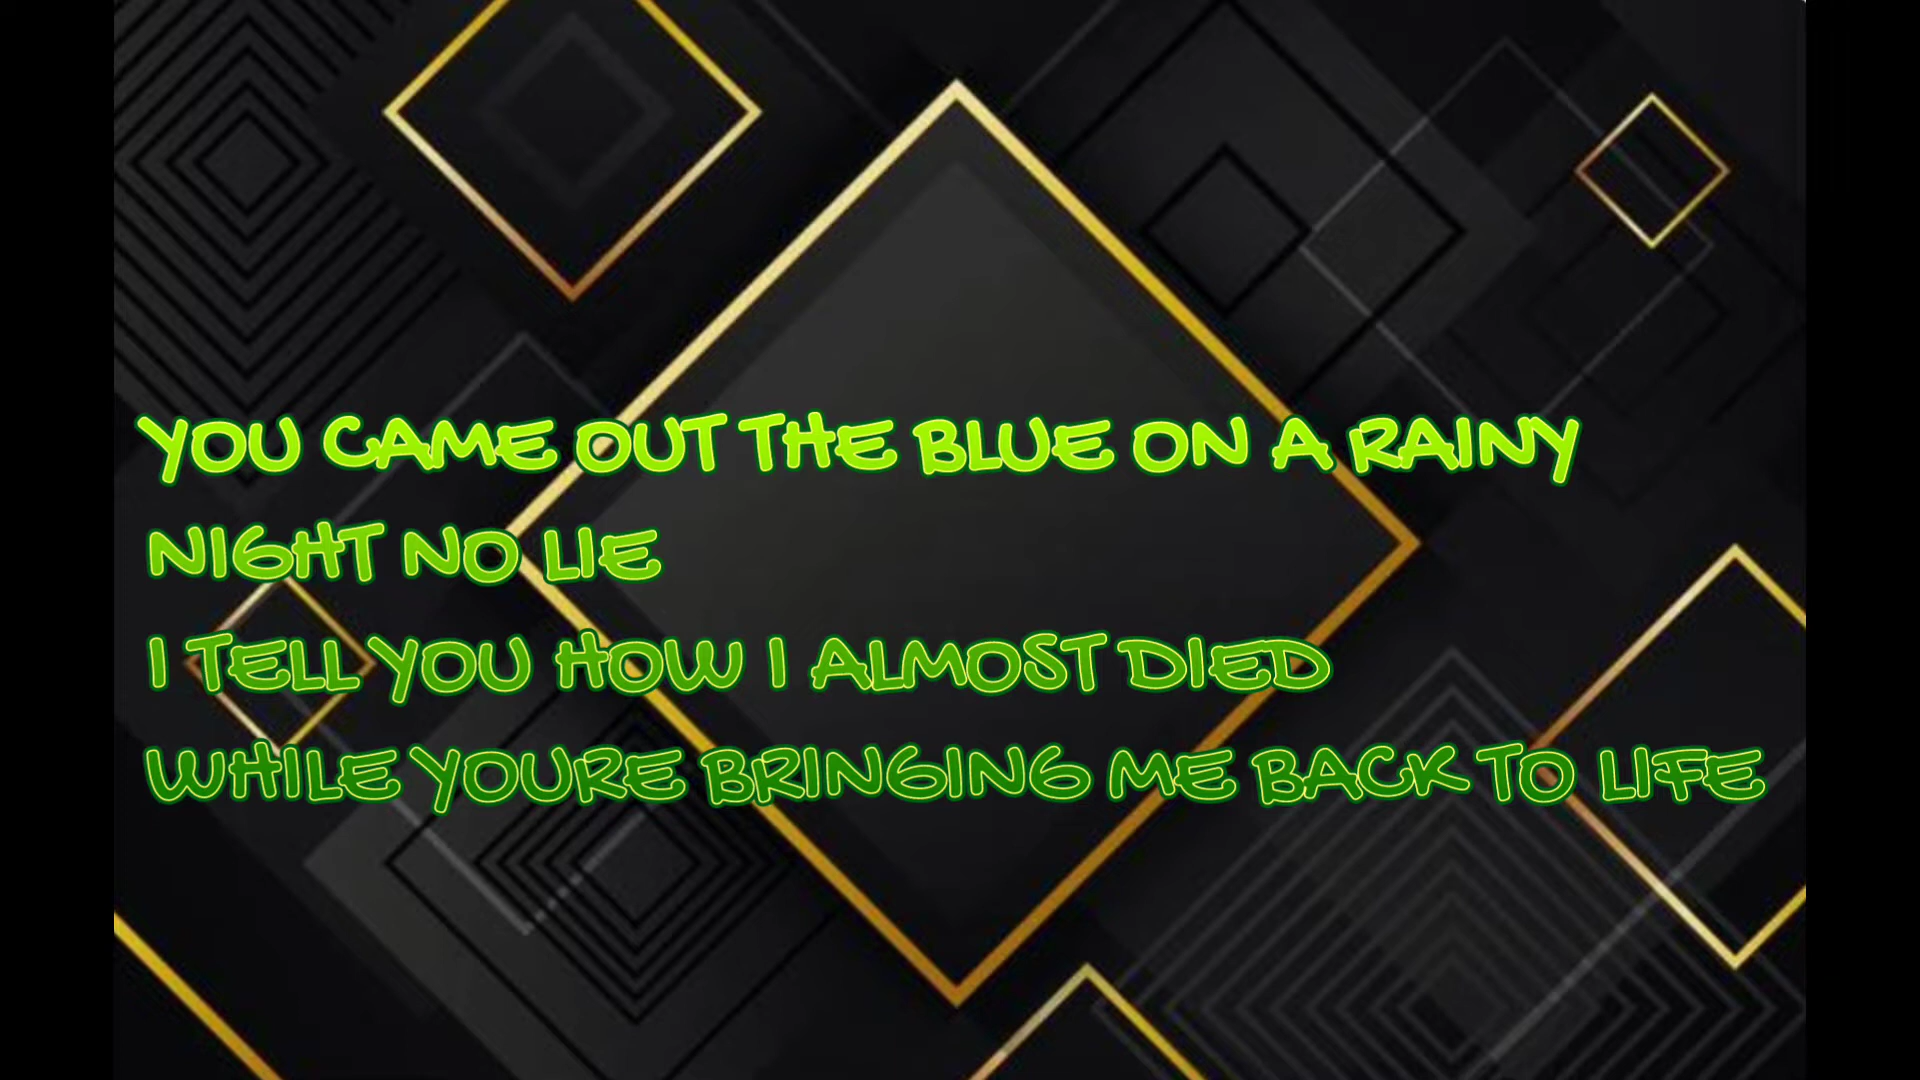 YOU CAME OUT THE BLUE ON A RAINY
NIGHT NO LIE
I TELL YOU HOW I ALMOST DIED
WHILE YOURE BRINGING ME BACK TO LIFE